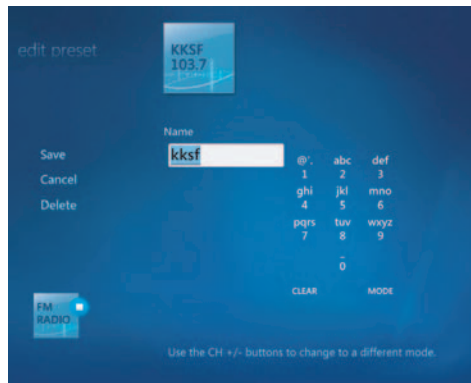 edit preset
KKSF
103.7
Name
kksf
Save
Cancel
Delete
@'. abc def
1 2 3
ghi jkl mno
4 5 6
pqrs tuv wxyz
7 8 9
0
CLEAR MODE
FM
RADIO
Use the CH +/- buttons to change to a different mode.